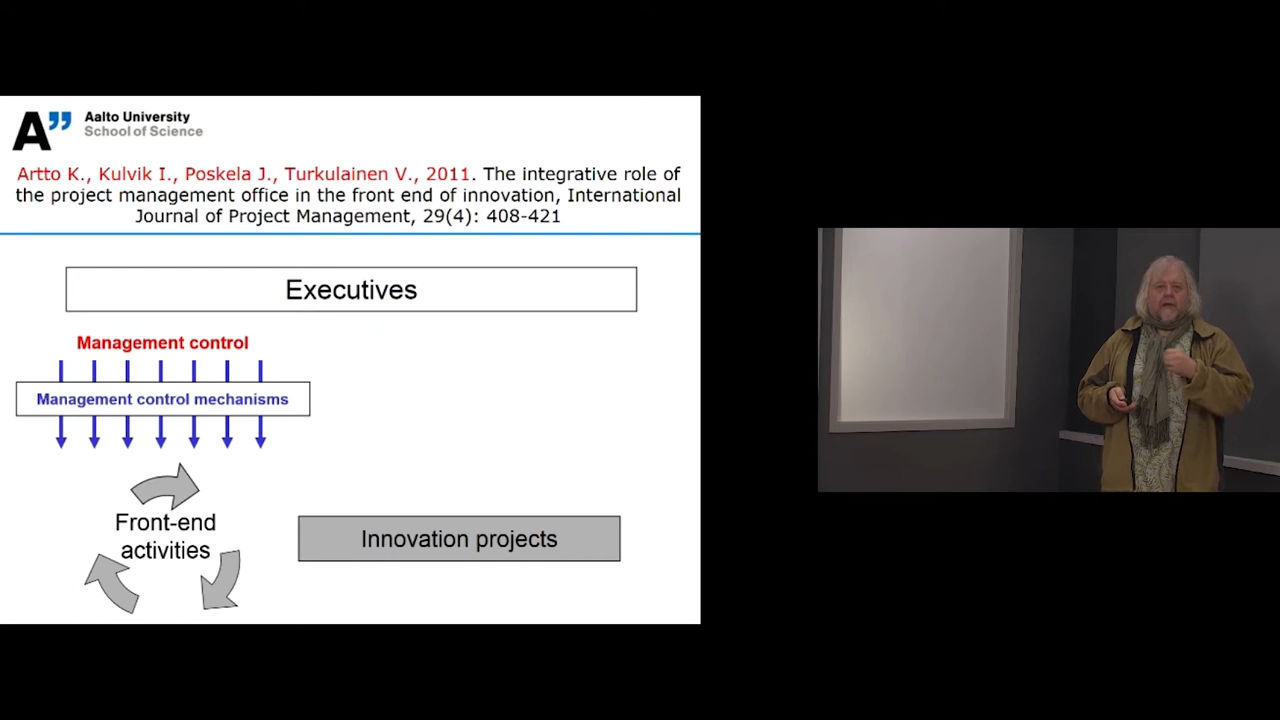 Aalto University
School of Science
Artto K., Kulvik I., Poskela J., Turkulainen V., 2011. The integrative role of
the project management office in the front end of innovation, International
Journal of Project Management, 29(4): 408-421
Executives
Management control
Management control mechanisms
Front-end
activities
Innovation projects